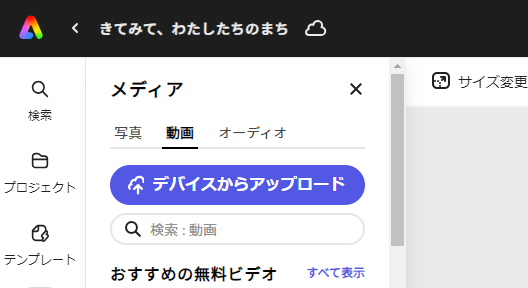 きてみて、わたしたちのまち
検索
プロジェクト
テンプレート
メディア
写真 動画 オーディオ
デバイスからアップロード
検索 : 動画
おすすめの無料ビデオ すべて表示
サイズ変更